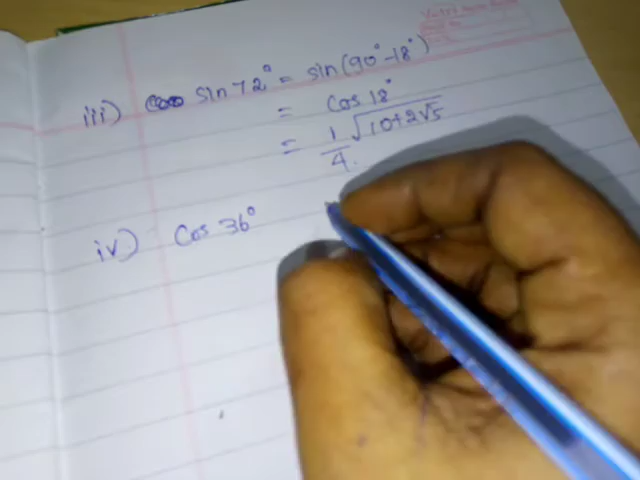 iii) sin 72° = sin(90° - 18°)
= cos 18°
= 1/4 √(10+2√5)
iv) Cos 36°